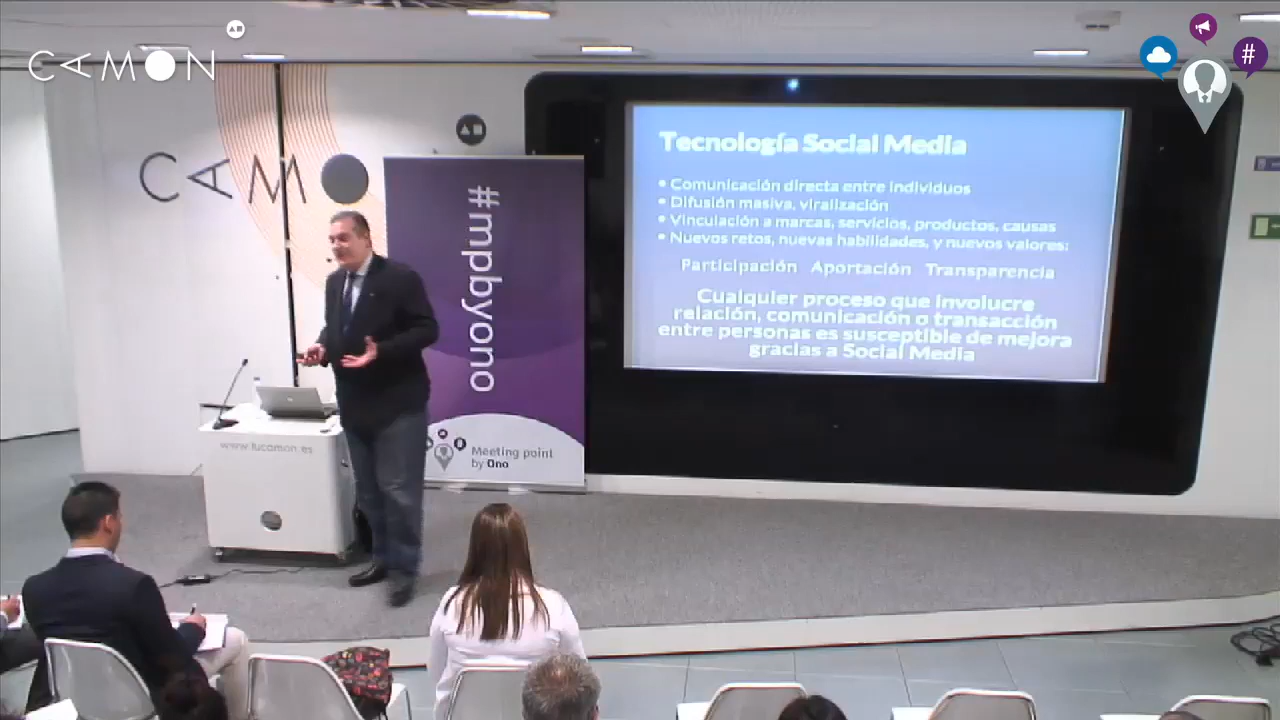 CAMON
#
CAMO
#mpbyono
Meeting point
by Ono
www.tucamon.es
Tecnología Social Media
• Comunicación directa entre individuos
• Difusión masiva, viralización
• Vinculación a marcas, servicios, productos, causas
• Nuevos retos, nuevas habilidades, y nuevos valores:
Participación Aportación Transparencia
Cualquier proceso que involucre
relación, comunicación o transacción
entre personas es susceptible de mejora
gracias a Social Media